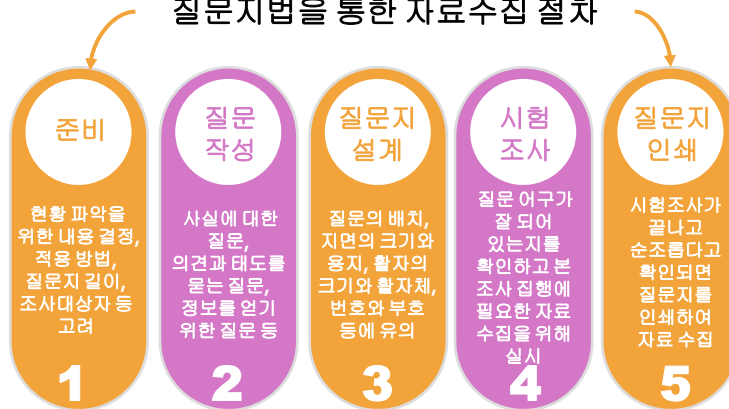 질문지법을 통한 자료수집 절차
준비
현황 파악을
위한 내용 결정,
적용 방법,
질문지 길이,
조사대상자 등
고려
1
질문
작성
사실에 대한
질문,
의견과 태도를
묻는 질문,
정보를 얻기
위한 질문 등
2
질문지
설계
질문의 배치,
지면의 크기와
용지, 활자의
크기와 활자체,
번호와 부호
등에 유의
3
시험
조사
질문 어구가
잘 되어
있는지를
확인하고 본
조사 집행에
필요한 자료
수집을 위해
실시
4
질문지
인쇄
시험조사가
끝나고
순조롭다고
확인되면
질문지를
인쇄하여
자료 수집
5